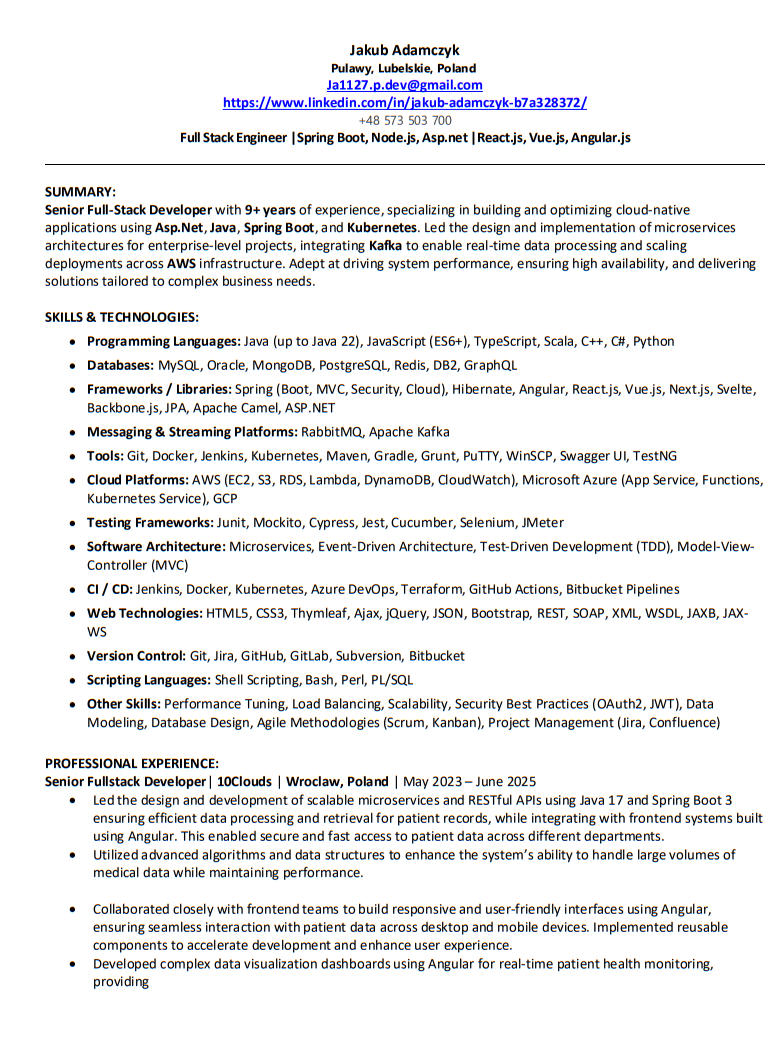 Jakub Adamczyk
Pulawy, Lubelskie, Poland
Ja1127.p.dev@gmail.com
https://www.linkedin.com/in/jakub-adamczyk-b7a328372/
+48 573 503 700
Full Stack Engineer |Spring Boot, Node.js, Asp.net |React.js, Vue.js, Angular.js
SUMMARY:
Senior Full-Stack Developer with 9+ years of experience, specializing in building and optimizing cloud-native
applications using Asp.Net, Java, Spring Boot, and Kubernetes. Led the design and implementation of microservices
architectures for enterprise-level projects, integrating Kafka to enable real-time data processing and scaling
deployments across AWS infrastructure. Adept at driving system performance, ensuring high availability, and delivering
solutions tailored to complex business needs.
SKILLS & TECHNOLOGIES:
• Programming Languages: Java (up to Java 22), JavaScript (ES6+), TypeScript, Scala, C++, C#, Python
• Databases: MySQL, Oracle, MongoDB, PostgreSQL, Redis, DB2, GraphQL
• Frameworks / Libraries: Spring (Boot, MVC, Security, Cloud), Hibernate, Angular, React.js, Vue.js, Next.js, Svelte,
Backbone.js, JPA, Apache Camel, ASP.NET
• Messaging & Streaming Platforms: RabbitMQ, Apache Kafka
• Tools: Git, Docker, Jenkins, Kubernetes, Maven, Gradle, Grunt, PuTTY, WinSCP, Swagger UI, TestNG
• Cloud Platforms: AWS (EC2, S3, RDS, Lambda, DynamoDB, CloudWatch), Microsoft Azure (App Service, Functions,
Kubernetes Service), GCP
• Testing Frameworks: Junit, Mockito, Cypress, Jest, Cucumber, Selenium, JMeter
• Software Architecture: Microservices, Event-Driven Architecture, Test-Driven Development (TDD), Model-View-
Controller (MVC)
• CI / CD: Jenkins, Docker, Kubernetes, Azure DevOps, Terraform, GitHub Actions, Bitbucket Pipelines
• Web Technologies: HTML5, CSS3, Thymleaf, Ajax, jQuery, JSON, Bootstrap, REST, SOAP, XML, WSDL, JAXB, JAX-
WS
• Version Control: Git, Jira, GitHub, GitLab, Subversion, Bitbucket
• Scripting Languages: Shell Scripting, Bash, Perl, PL/SQL
• Other Skills: Performance Tuning, Load Balancing, Scalability, Security Best Practices (OAuth2, JWT), Data
Modeling, Database Design, Agile Methodologies (Scrum, Kanban), Project Management (Jira, Confluence)
PROFESSIONAL EXPERIENCE:
Senior Fullstack Developer| 10Clouds | Wroclaw, Poland | May 2023 – June 2025
• Led the design and development of scalable microservices and RESTful APIs using Java 17 and Spring Boot 3
ensuring efficient data processing and retrieval for patient records, while integrating with frontend systems built
using Angular. This enabled secure and fast access to patient data across different departments.
• Utilized advanced algorithms and data structures to enhance the system's ability to handle large volumes of
medical data while maintaining performance.
• Collaborated closely with frontend teams to build responsive and user-friendly interfaces using Angular,
ensuring seamless interaction with patient data across desktop and mobile devices. Implemented reusable
components to accelerate development and enhance user experience.
• Developed complex data visualization dashboards using Angular for real-time patient health monitoring,
providing